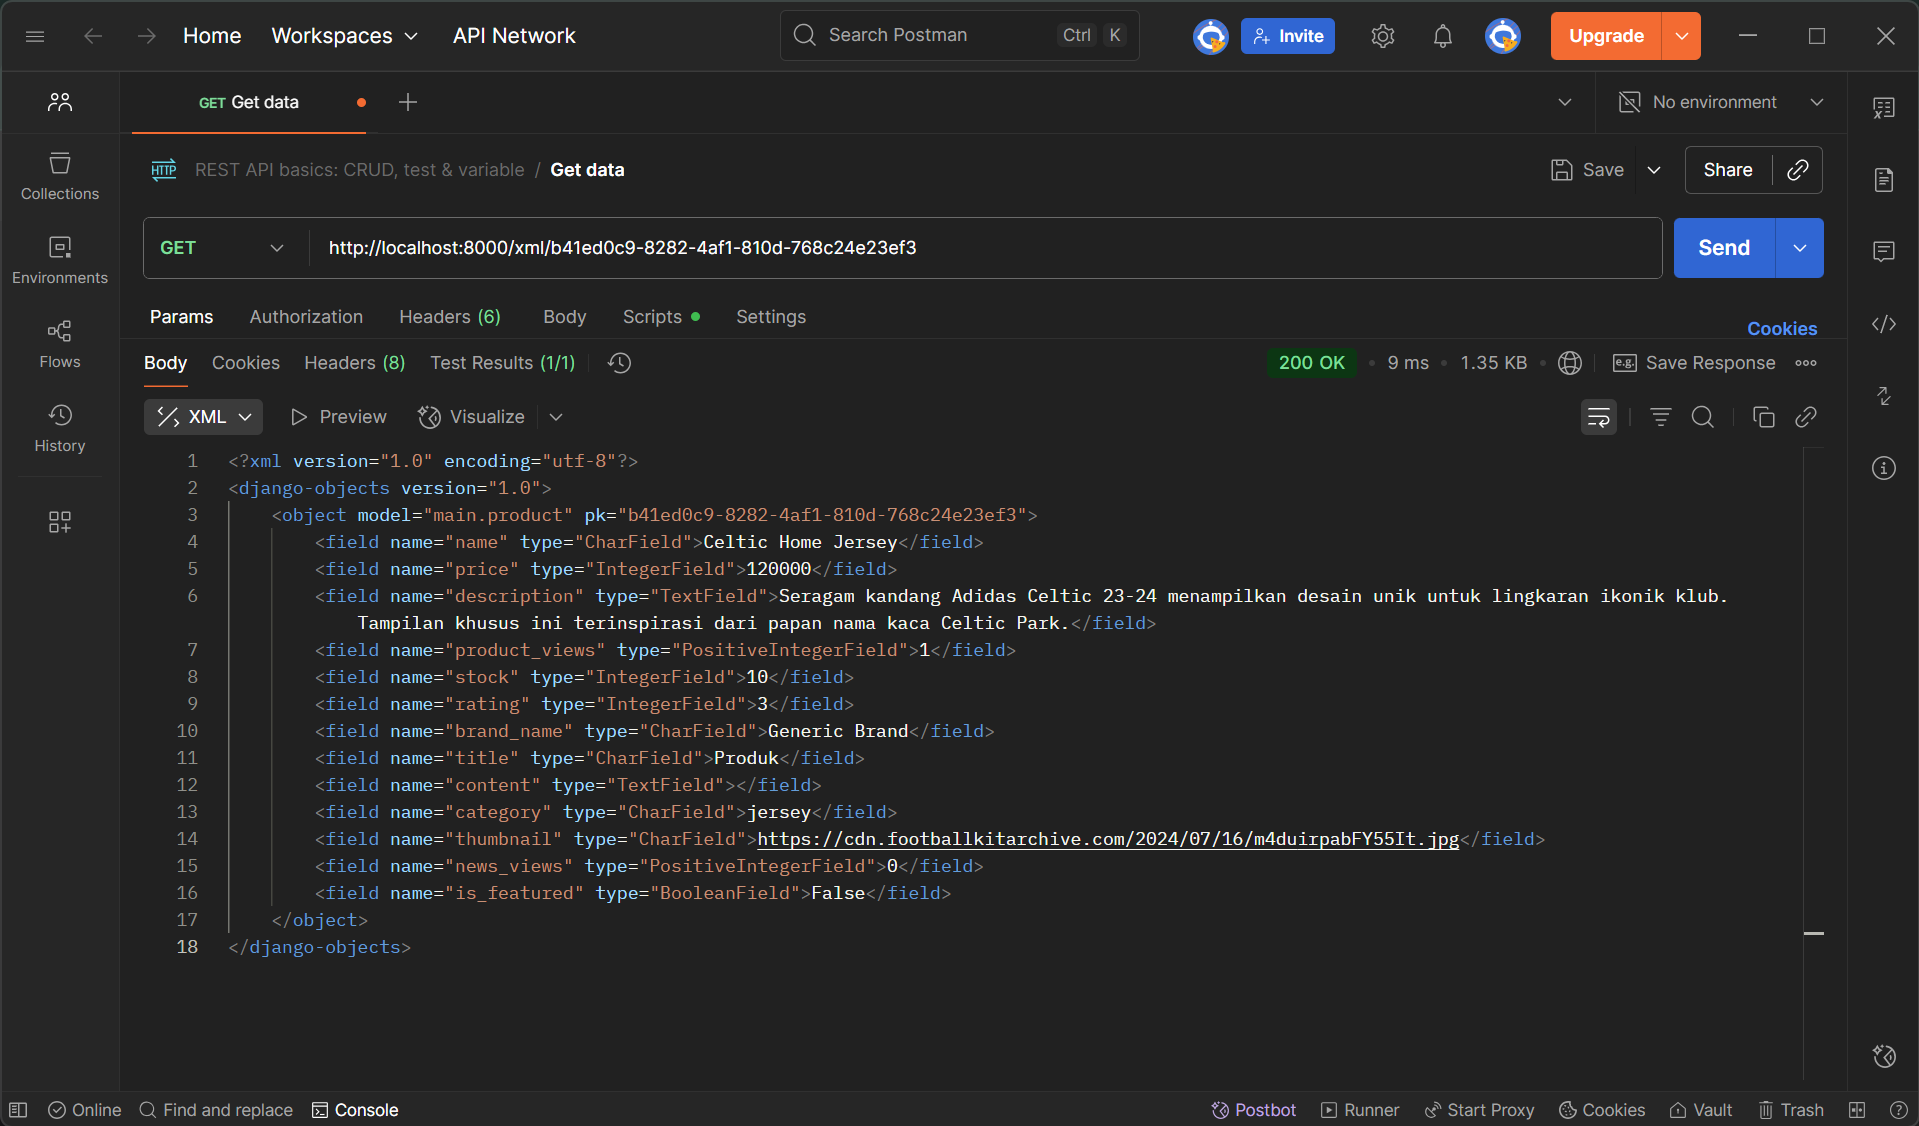 Home Workspaces API Network Search Postman Ctrl K Invite Upgrade
GET Get data No environment
HTTP REST API basics: CRUD, test & variable / Get data Save Share
GET http://localhost:8000/xml/b41ed0c9-8282-4af1-810d-768c24e23ef3 Send
Params Authorization Headers (6) Body Scripts Settings Cookies
Body Cookies Headers (8) Test Results (1/1) 200 OK 9 ms 1.35 KB e.g. Save Response
XML Preview Visualize
Collections
Environments
Flows
History
1 <?xml version="1.0" encoding="utf-8"?>
2 <django-objects version="1.0">
3 <object model="main.product" pk="b41ed0c9-8282-4af1-810d-768c24e23ef3">
4 <field name="name" type="CharField">Celtic Home Jersey</field>
5 <field name="price" type="IntegerField">120000</field>
6 <field name="description" type="TextField">Seragam kandang Adidas Celtic 23-24 menampilkan desain unik untuk lingkaran ikonik klub.
Tampilan khusus ini terinspirasi dari papan nama kaca Celtic Park.</field>
7 <field name="product_views" type="PositiveIntegerField">1</field>
8 <field name="stock" type="IntegerField">10</field>
9 <field name="rating" type="IntegerField">3</field>
10 <field name="brand_name" type="CharField">Generic Brand</field>
11 <field name="title" type="CharField">Produk</field>
12 <field name="content" type="TextField"></field>
13 <field name="category" type="CharField">jersey</field>
14 <field name="thumbnail" type="CharField">https://cdn.footballkitarchive.com/2024/07/16/m4duirpabFY55It.jpg</field>
15 <field name="news_views" type="PositiveIntegerField">0</field>
16 <field name="is_featured" type="BooleanField">False</field>
17 </object>
18 </django-objects>
Online Find and replace Console Postbot Runner Start Proxy Cookies Vault Trash